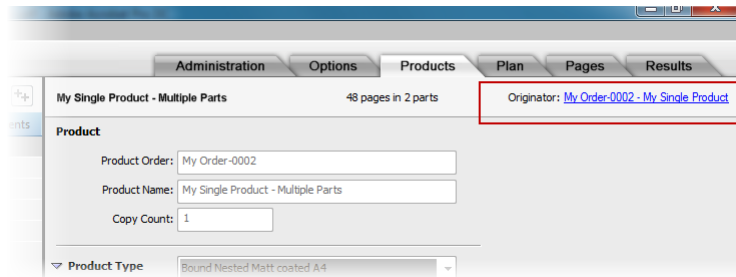 Administration Options Products Plan Pages Results
My Single Product - Multiple Parts 48 pages in 2 parts Originator: My Order-0002 - My Single Product
Product
Product Order: My Order-0002
Product Name: My Single Product - Multiple Parts
Copy Count: 1
Product Type Bound Nested Matt coated A4